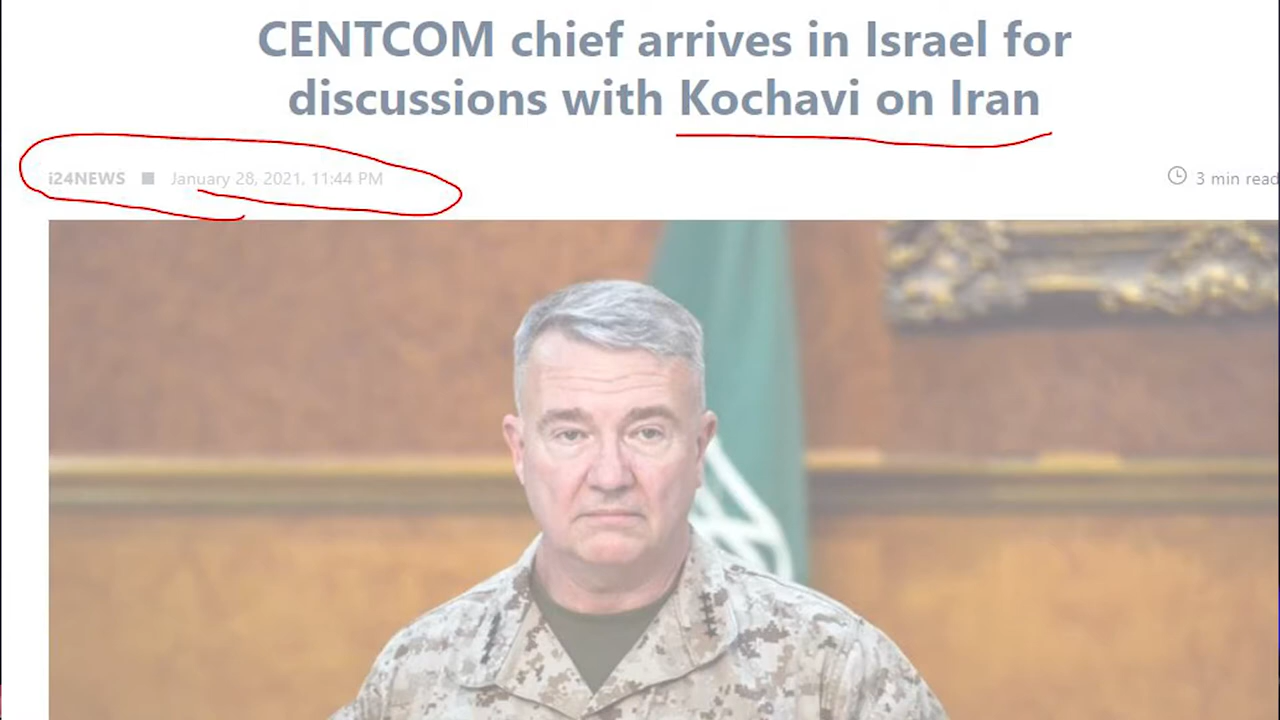 CENTCOM chief arrives in Israel for
discussions with Kochavi on Iran
i24NEWS ■ January 28, 2021, 11:44 PM
3 min read